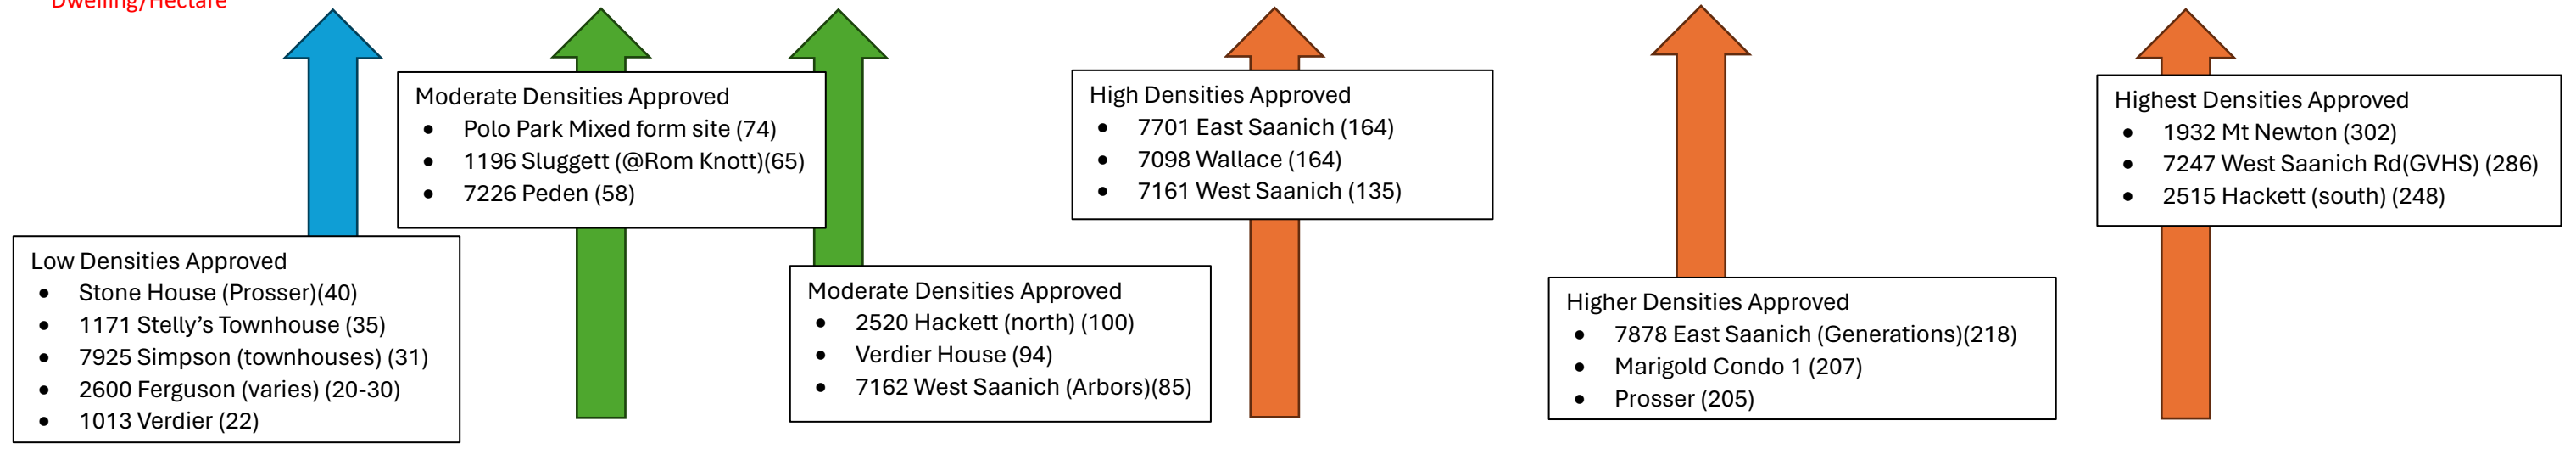 Dwelling/Hectare
Low Densities Approved
• Stone House (Prosser)(40)
• 1171 Stelly’s Townhouse (35)
• 7925 Simpson (townhouses) (31)
• 2600 Ferguson (varies) (20-30)
• 1013 Verdier (22)
Moderate Densities Approved
• Polo Park Mixed form site (74)
• 1196 Sluggett (@Rom Knott)(65)
• 7226 Peden (58)
Moderate Densities Approved
• 2520 Hackett (north) (100)
• Verdier House (94)
• 7162 West Saanich (Arbors)(85)
High Densities Approved
• 7701 East Saanich (164)
• 7098 Wallace (164)
• 7161 West Saanich (135)
Higher Densities Approved
• 7878 East Saanich (Generations)(218)
• Marigold Condo 1 (207)
• Prosser (205)
Highest Densities Approved
• 1932 Mt Newton (302)
• 7247 West Saanich Rd(GVHS) (286)
• 2515 Hackett (south) (248)